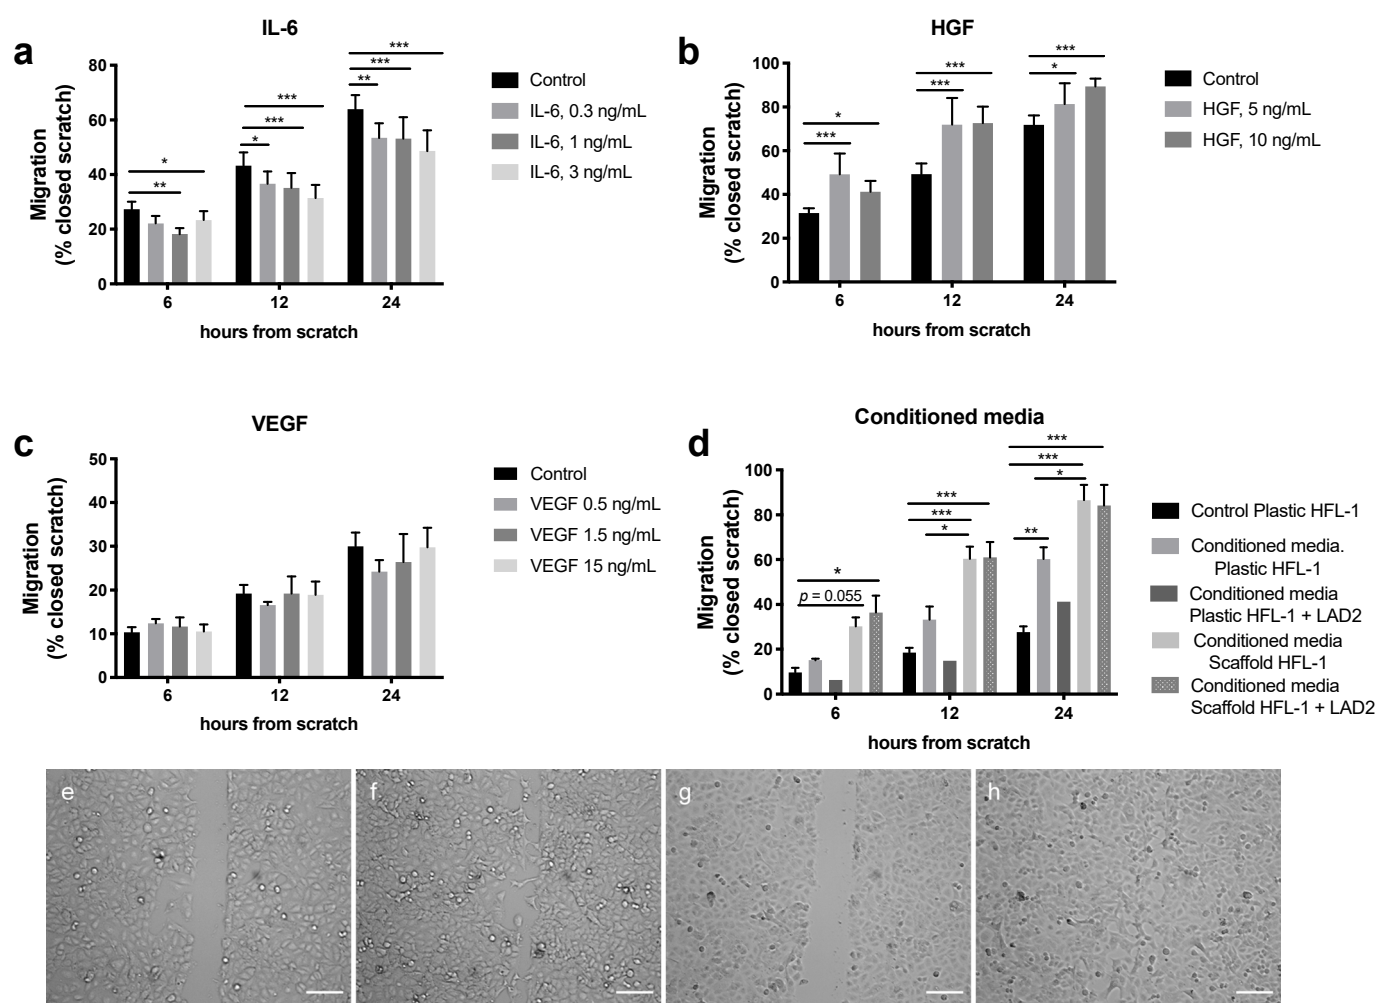 IL-6
a
***
***
**
***
***
*
*
**
80
60
40
20
0
Migration
(% closed scratch)
6
12
24
hours from scratch
Control
IL-6, 0.3 ng/mL
IL-6, 1 ng/mL
IL-6, 3 ng/mL
HGF
b
***
*
***
***
*
***
100
80
60
40
20
0
Migration
(% closed scratch)
6
12
24
hours from scratch
Control
HGF, 5 ng/mL
HGF, 10 ng/mL
VEGF
c
50
40
30
20
10
0
Migration
(% closed scratch)
6
12
24
hours from scratch
Control
VEGF 0.5 ng/mL
VEGF 1.5 ng/mL
VEGF 15 ng/mL
Conditioned media
d
***
***
*
**
***
***
*
*
p = 0.055
100
80
60
40
20
0
Migration
(% closed scratch)
6
12
24
hours from scratch
Control Plastic HFL-1
Conditioned media.
Plastic HFL-1
Conditioned media
Plastic HFL-1 + LAD2
Conditioned media
Scaffold HFL-1
Conditioned media
Scaffold HFL-1 + LAD2
e
f
g
h